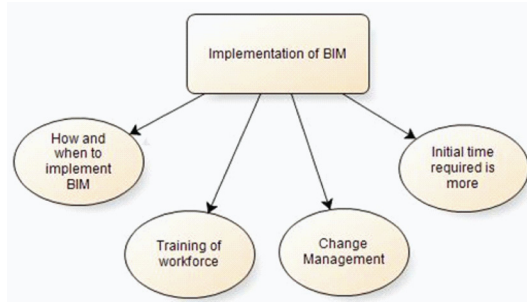 Implementation of BIM
How and
when to
implement
BIM
Initial time
required is
more
Training of
workforce
Change
Management